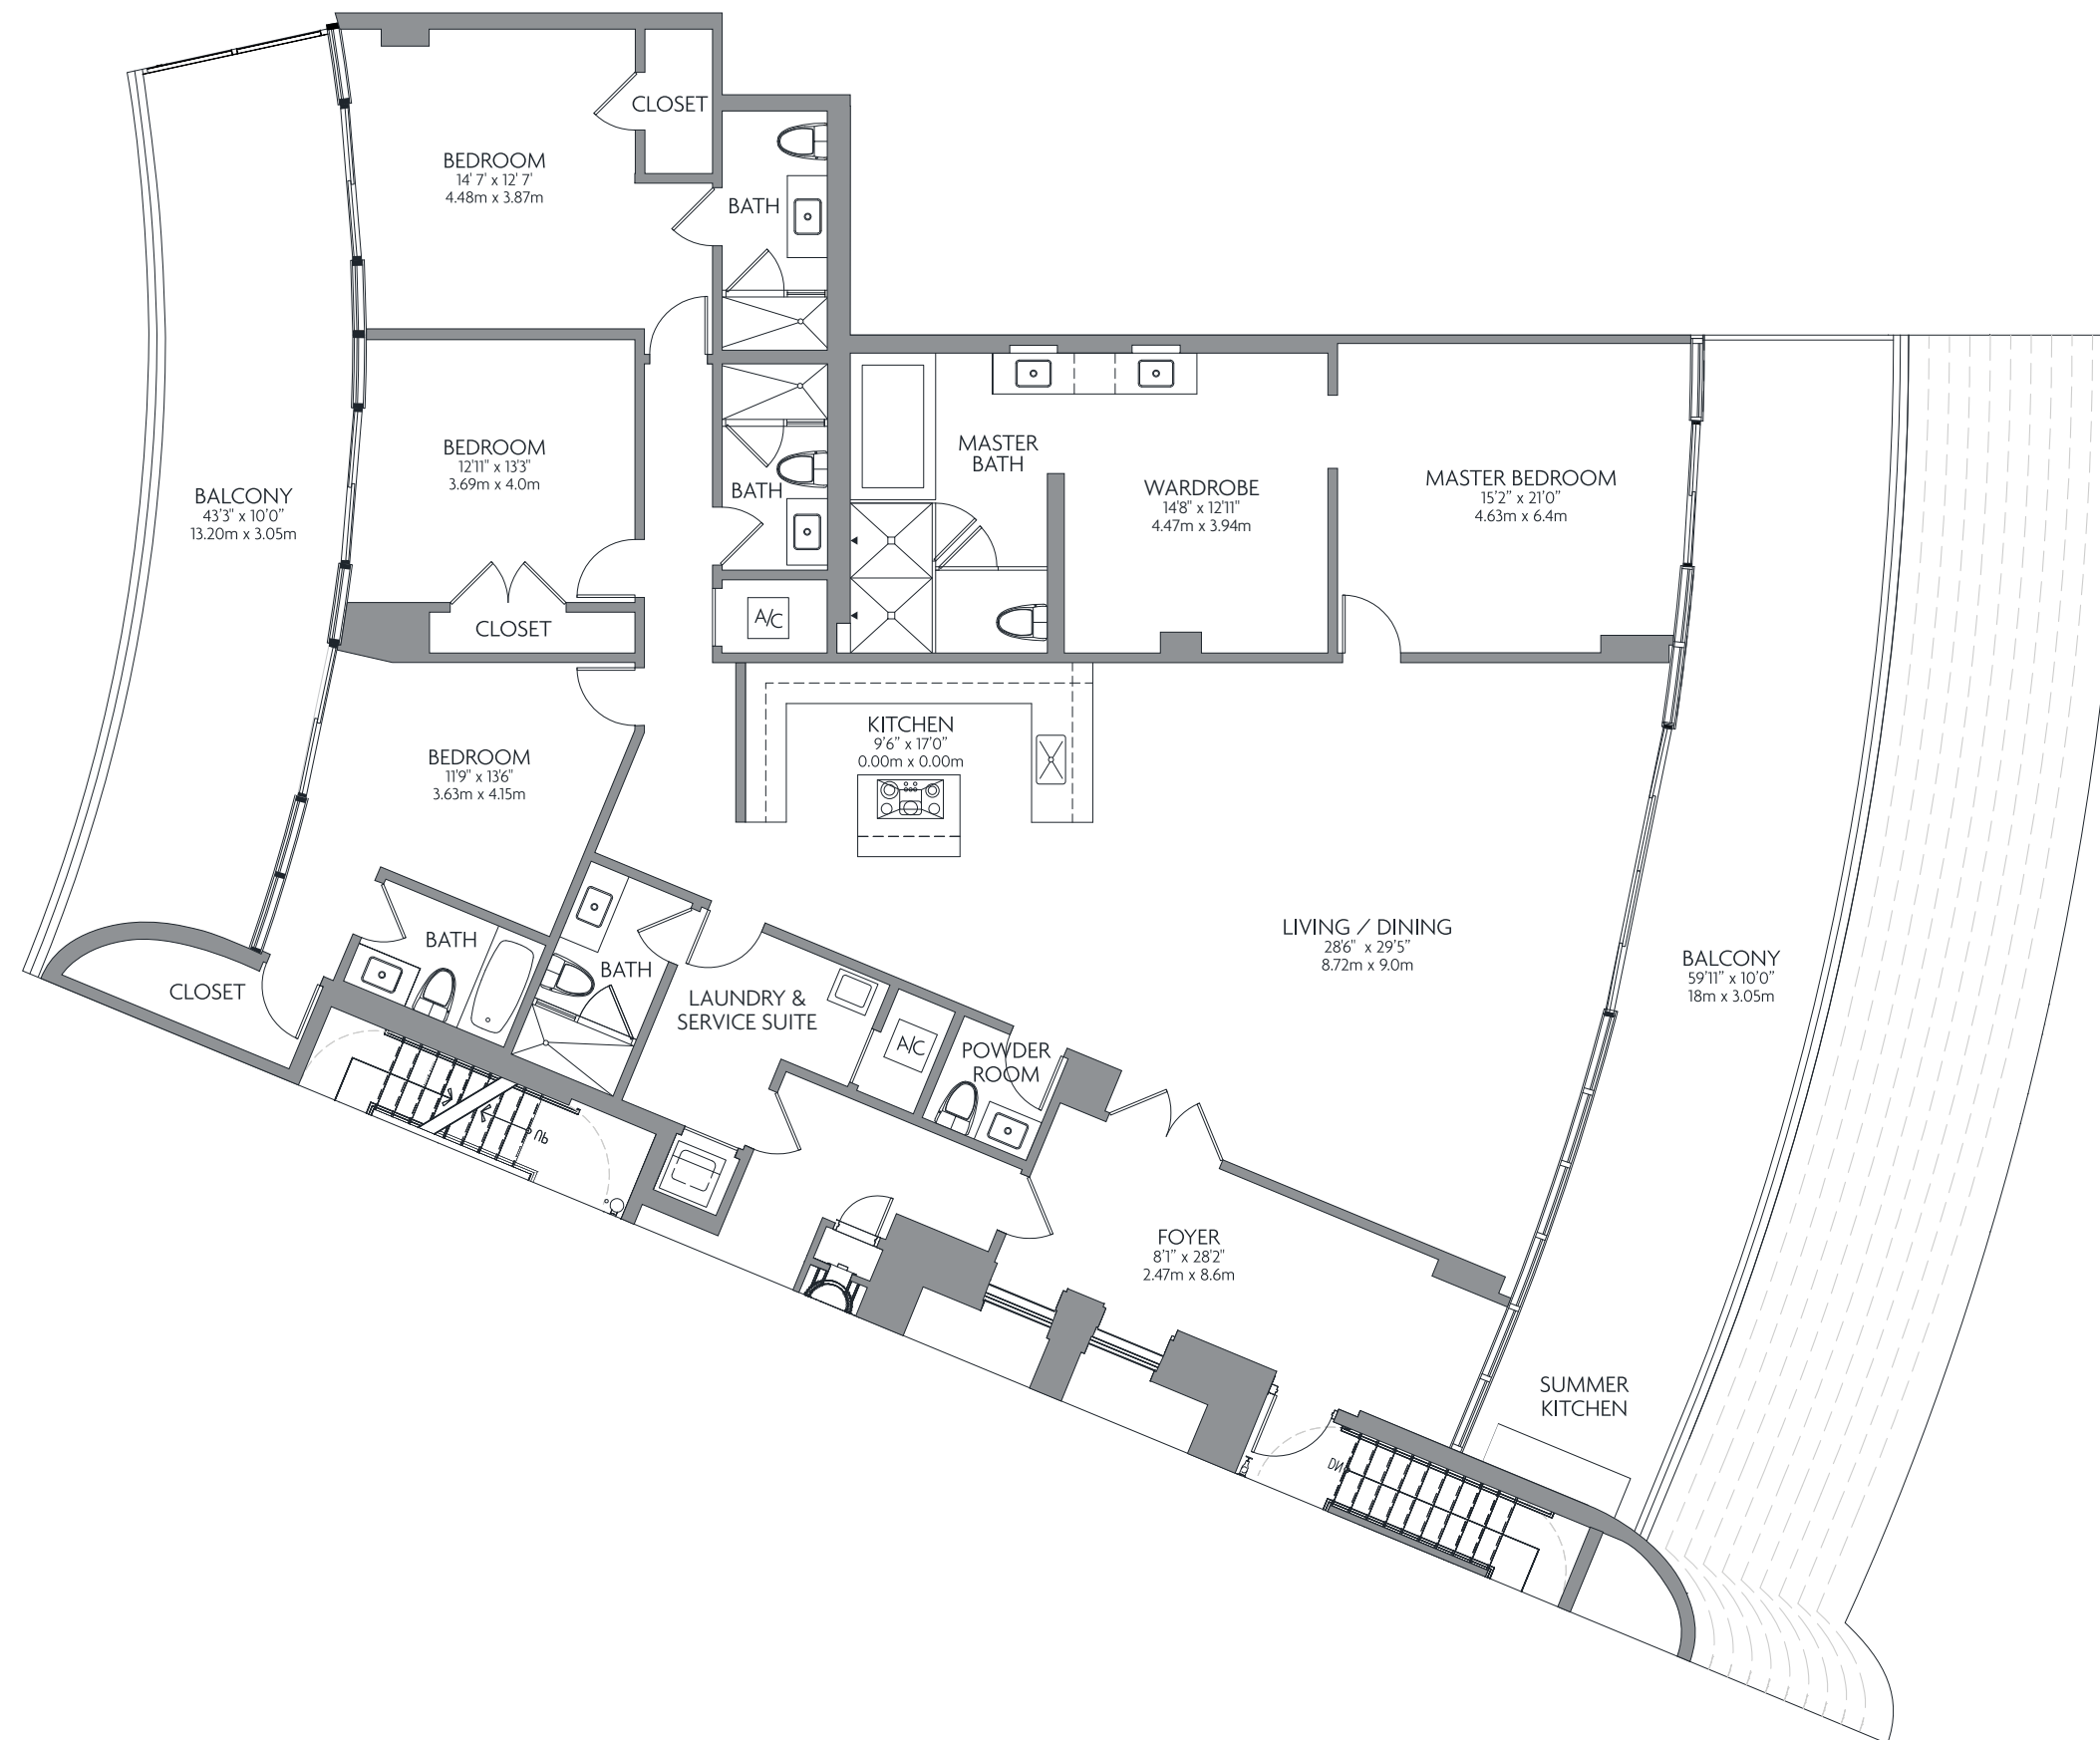 CLOSET
BEDROOM
14' 7' x 12' 7'
4.48m x 3.87m
BATH
BEDROOM
12'11" x 13'3"
3.69m x 4.0m
BALCONY
43'3" x 10'0"
13.20m x 3.05m
MASTER
BATH
WARDROBE
14'8" x 12'11"
4.47m x 3.94m
MASTER BEDROOM
15'2" x 21'0"
4.63m x 6.4m
BATH
A/C
CLOSET
KITCHEN
9'6" x 17'0"
0.00m x 0.00m
BEDROOM
11'9" x 13'6"
3.63m x 4.15m
LIVING / DINING
28'6" x 29'5"
8.72m x 9.0m
BALCONY
59'11" x 10'0"
18m x 3.05m
BATH
BATH
CLOSET
LAUNDRY &
SERVICE SUITE
A/C
POWDER
ROOM
UP
FOYER
8'1" x 28'2"
2.47m x 8.6m
SUMMER
KITCHEN
DN